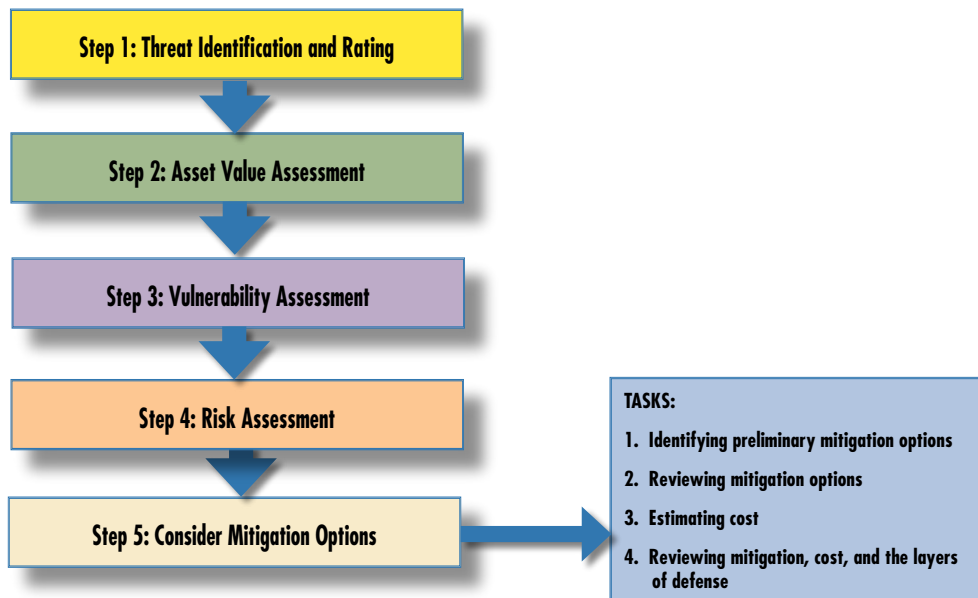 Step 1: Threat Identification and Rating
Step 2: Asset Value Assessment
Step 3: Vulnerability Assessment
Step 4: Risk Assessment
Step 5: Consider Mitigation Options
TASKS:
1. Identifying preliminary mitigation options
2. Reviewing mitigation options
3. Estimating cost
4. Reviewing mitigation, cost, and the layers
of defense